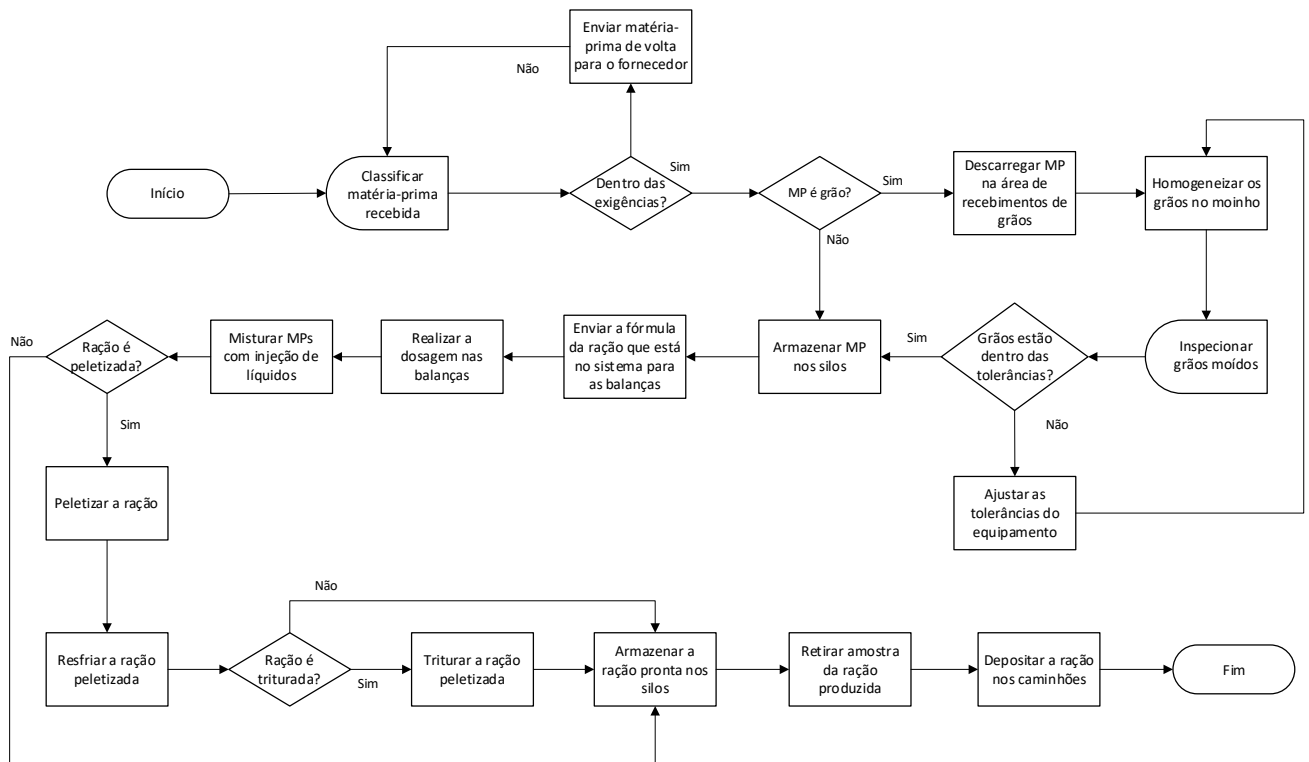 Enviar matéria-
prima de volta
para o fornecedor
Não
Início
Classificar
matéria-prima
recebida
Dentro das
exigências?
Sim
MP é grão?
Sim
Não
Descarregar MP
na área de
recebimentos de
grãos
Homogeneizar os
grãos no moinho
Não
Ração é
peletizada?
Sim
Misturar MPs
com injeção de
líquidos
Realizar a
dosagem nas
balanças
Enviar a fórmula
da ração que está
no sistema para
as balanças
Armazenar MP
nos silos
Sim
Grãos estão
dentro das
tolerâncias?
Não
Inspecionar
grãos moídos
Peletizar a ração
Ajustar as
tolerâncias do
equipamento
Resfriar a ração
peletizada
Não
Ração é
triturada?
Sim
Triturar a ração
peletizada
Armazenar a
ração pronta nos
silos
Retirar amostra
da ração
produzida
Depositar a ração
nos caminhões
Fim